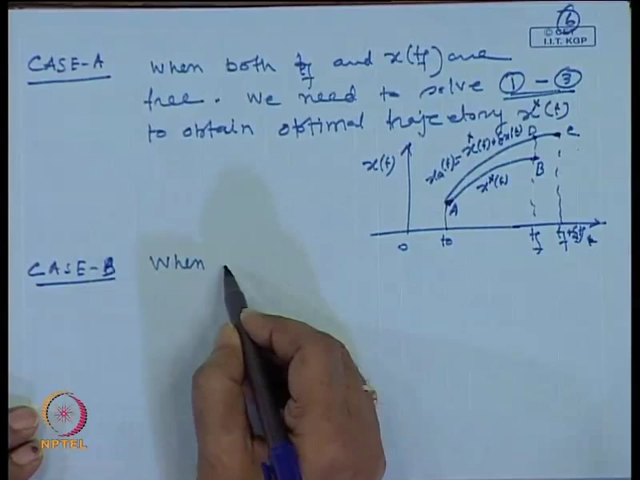 6
© CET
I.I.T. KGP
CASE-A When both tf and x(tf) are
free. We need to solve ① - ③
to obtain optimal trajectory x*(t)
x(t)
xa(t) = x*(t) + δx(t)
D C
x*(t)
A B
0 t0 tf tf+δtf t
CASE-B When
NPTEL